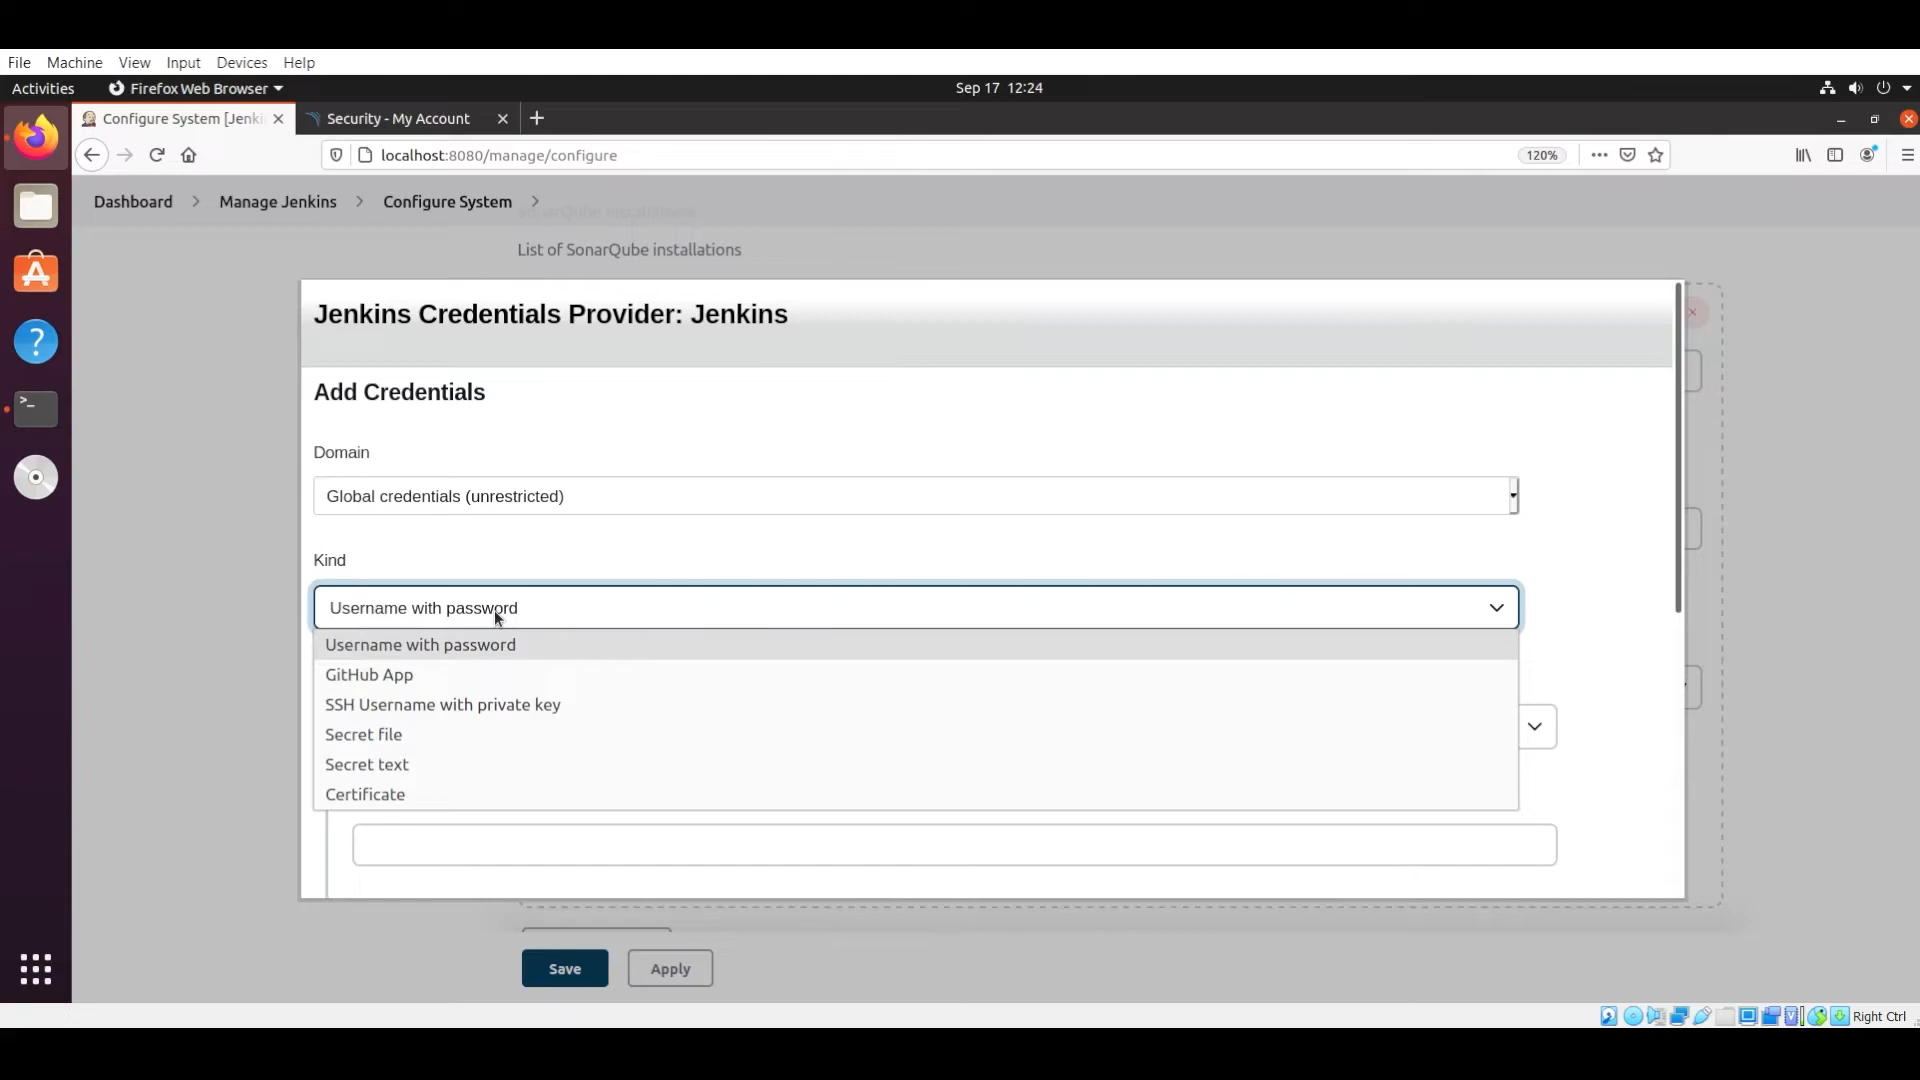 File Machine View Input Devices Help
Activities Firefox Web Browser Sep 17 12:24
Configure System [Jenki Security - My Account
localhost:8080/manage/configure 120%
Dashboard Manage Jenkins Configure System
SonarQube installations
List of SonarQube installations
Jenkins Credentials Provider: Jenkins
Add Credentials
Domain
Global credentials (unrestricted)
Kind
Username with password
Username with password
GitHub App
SSH Username with private key
Secret file
Secret text
Certificate
Save Apply
Right Ctrl